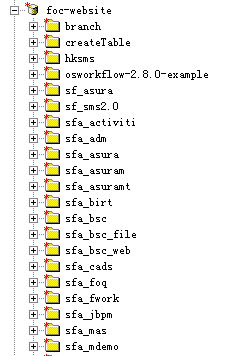 foc-website
branch
createTable
hksms
osworkflow-2.8.0-example
sf_asura
sf_sms2.0
sfa_activiti
sfa_adm
sfa_asura
sfa_asuram
sfa_asuramt
sfa_birt
sfa_bsc
sfa_bsc_file
sfa_bsc_web
sfa_cads
sfa_foq
sfa_fwork
sfa_jbpm
sfa_mas
sfa_mdemo